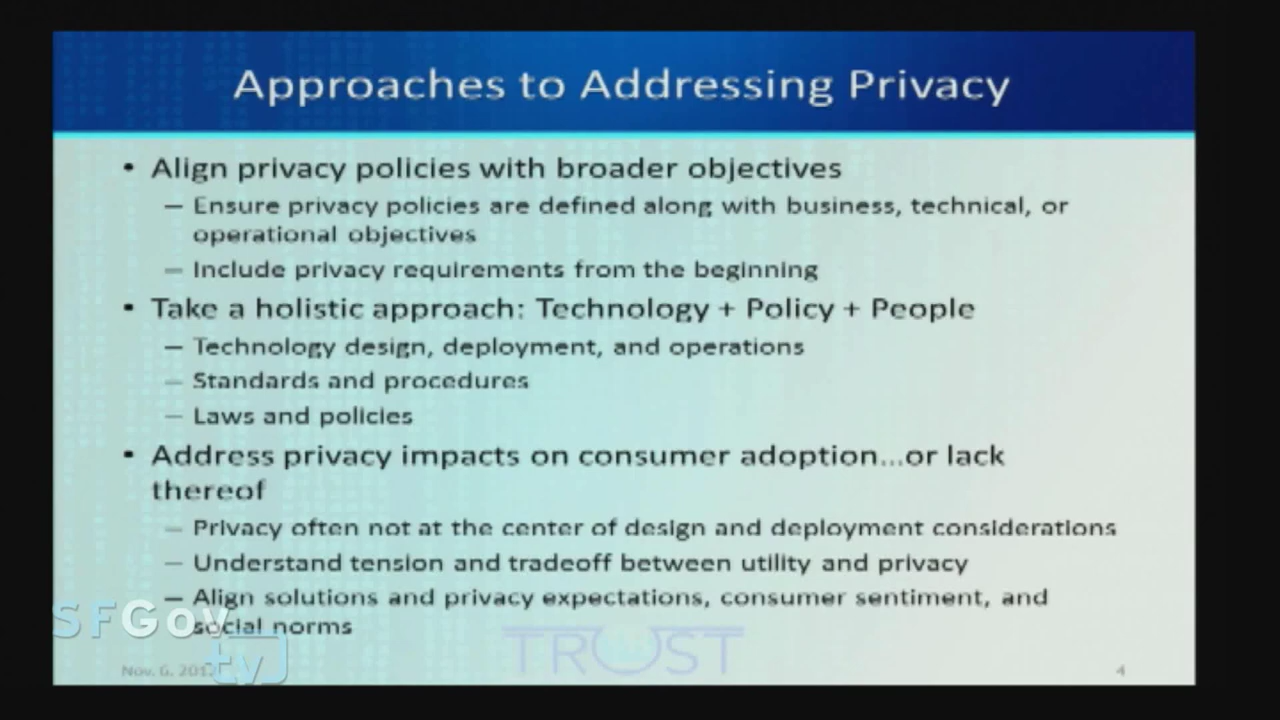 Approaches to Addressing Privacy
• Align privacy policies with broader objectives
– Ensure privacy policies are defined along with business, technical, or
operational objectives
– Include privacy requirements from the beginning
• Take a holistic approach: Technology + Policy + People
– Technology design, deployment, and operations
– Standards and procedures
– Laws and policies
• Address privacy impacts on consumer adoption...or lack
thereof
– Privacy often not at the center of design and deployment considerations
– Understand tension and tradeoff between utility and privacy
– Align solutions and privacy expectations, consumer sentiment, and
social norms
SFGov
tv
TRUST
Nov. 6,
4